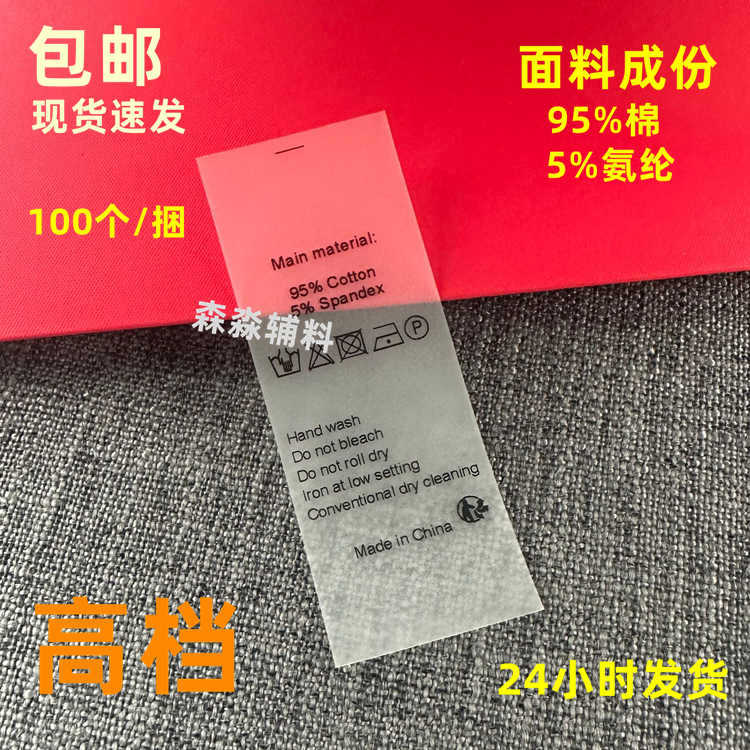 包邮
现货速发
100个/捆
面料成份
95%棉
5%氨纶
Main material:
95% Cotton
5% Spandex
森淼辅料
P
Hand wash
Do not bleach
Do not roll dry
Iron at low setting
Conventional dry cleaning
Made in China
高档
24小时发货